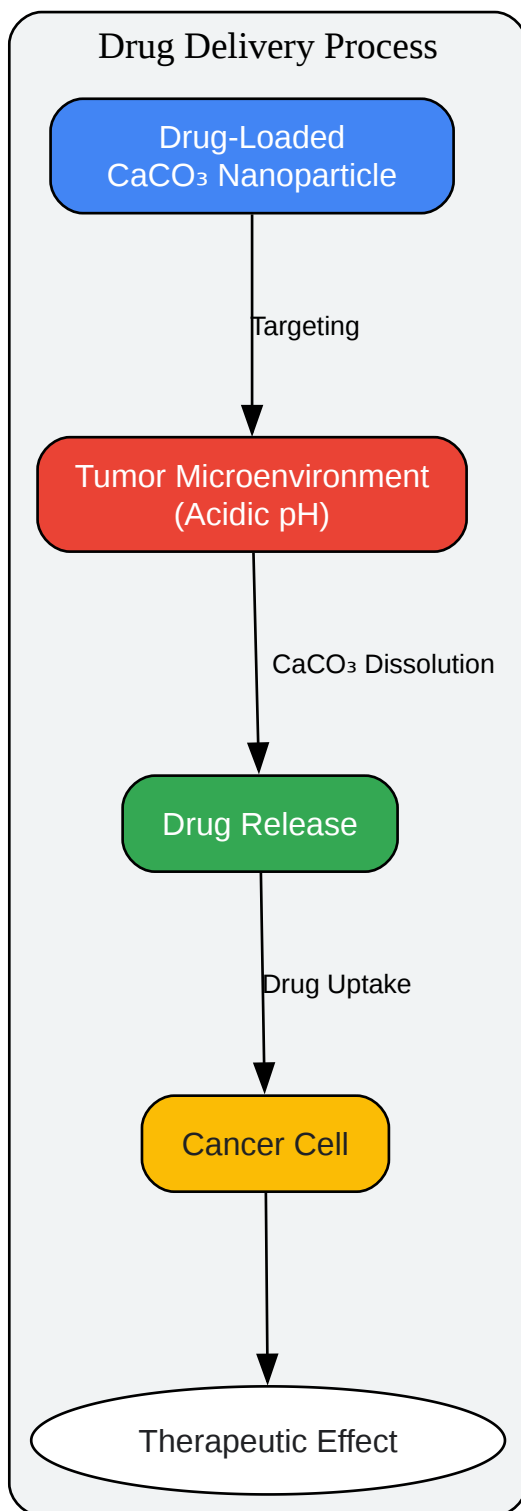 Drug Delivery Process
Drug-Loaded
CaCO₃ Nanoparticle
Targeting
Tumor Microenvironment
(Acidic pH)
CaCO₃ Dissolution
Drug Release
Drug Uptake
Cancer Cell
Therapeutic Effect